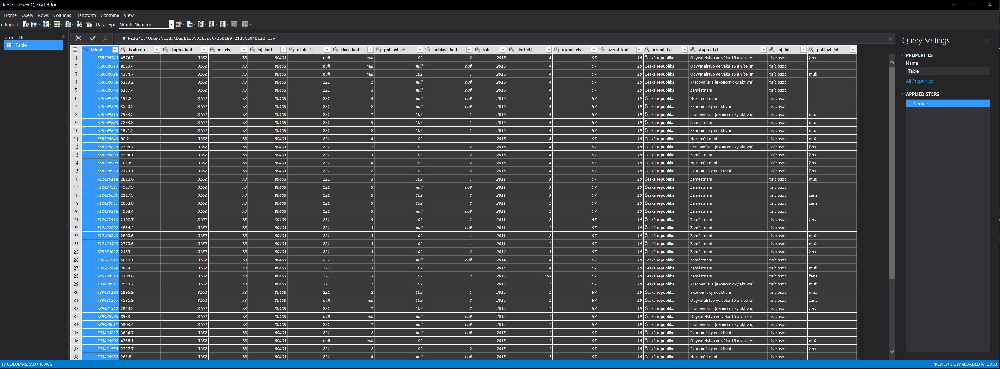 Table - Power Query Editor
Home Query Rows Columns Transform Combine View
Import Data Type: Whole Number
Queries [1]
Table
fx = #"File/C:\Users\Lada\Desktop\Dataset\250180-21data040122 csv"
idhod hodnota stapro_kod mj_cis mj_kod ekak_cis ekak_kod pohlavi_cis pohlavi_kod rok ctvrtleti uzemi_cis uzemi_kod uzemi_txt stapro_txt mj_txt pohlavi_txt
1 758799743 4574.7 3162 78 80403 null null 102 2 2016 4 97 19 Česká republika Obyvatelstvo ve věku 15 a více let tisíc osob žena
2 758799713 8929.4 3162 78 80403 null null null null 2016 4 97 19 Česká republika Obyvatelstvo ve věku 15 a více let tisíc osob
3 758799728 4354.7 3162 78 80403 null null 102 1 2016 4 97 19 Česká republika Obyvatelstvo ve věku 15 a více let tisíc osob muž
4 758799758 5379.2 3162 78 80403 221 1 null null 2016 4 97 19 Česká republika Pracovní síla (ekonomicky aktivní) tisíc osob
5 758799773 5187.4 3162 78 80403 221 3 null null 2016 4 97 19 Česká republika Zaměstnaní tisíc osob
6 758799788 191.8 3162 78 80403 221 4 null null 2016 4 97 19 Česká republika Nezaměstnaní tisíc osob
7 758799803 3550.2 3162 78 80403 221 2 null null 2016 4 97 19 Česká republika Ekonomicky neaktivní tisíc osob
8 758799818 2983.5 3162 78 80403 221 1 102 1 2016 4 97 19 Česká republika Pracovní síla (ekonomicky aktivní) tisíc osob muž
9 758799833 2893.3 3162 78 80403 221 3 102 1 2016 4 97 19 Česká republika Zaměstnaní tisíc osob muž
10 758799863 1371.2 3162 78 80403 221 2 102 1 2016 4 97 19 Česká republika Ekonomicky neaktivní tisíc osob muž
11 758799849 90.2 3162 78 80403 221 4 102 1 2016 4 97 19 Česká republika Nezaměstnaní tisíc osob muž
12 758799878 2395.7 3162 78 80403 221 1 102 2 2016 4 97 19 Česká republika Pracovní síla (ekonomicky aktivní) tisíc osob žena
13 758799893 2294.1 3162 78 80403 221 3 102 2 2016 4 97 19 Česká republika Zaměstnaní tisíc osob žena
14 758799908 101.6 3162 78 80403 221 4 102 2 2016 4 97 19 Česká republika Nezaměstnaní tisíc osob žena
15 758799923 2179.1 3162 78 80403 221 2 102 2 2016 4 97 19 Česká republika Ekonomicky neaktivní tisíc osob žena
16 712425118 2810.6 3162 78 80403 221 3 102 1 2011 3 97 19 Česká republika Zaměstnaní tisíc osob muž
17 712424527 4927.9 3162 78 80403 221 3 null null 2011 3 97 19 Česká republika Zaměstnaní tisíc osob
18 712425690 2117.3 3162 78 80403 221 3 102 2 2011 3 97 19 Česká republika Zaměstnaní tisíc osob žena
19 712423957 2093.8 3162 78 80403 221 3 102 2 2011 1 97 19 Česká republika Zaměstnaní tisíc osob žena
20 712426248 4908.4 3162 78 80403 221 3 null null 2011 2 97 19 Česká republika Zaměstnaní tisíc osob
21 712427410 2107.7 3162 78 80403 221 3 102 2 2011 2 97 19 Česká republika Zaměstnaní tisíc osob žena
22 712422802 4864.4 3162 78 80403 221 3 null null 2011 1 97 19 Česká republika Zaměstnaní tisíc osob
23 712426840 2800.6 3162 78 80403 221 3 102 1 2011 2 97 19 Česká republika Zaměstnaní tisíc osob muž
24 712423389 2770.6 3162 78 80403 221 3 102 1 2011 1 97 19 Česká republika Zaměstnaní tisíc osob muž
25 735763027 2189 3162 78 80403 221 3 102 2 2014 4 97 19 Česká republika Zaměstnaní tisíc osob žena
26 735761910 5017.1 3162 78 80403 221 3 null null 2014 4 97 19 Česká republika Zaměstnaní tisíc osob
27 735762478 2828 3162 78 80403 221 3 102 1 2014 4 97 19 Česká republika Zaměstnaní tisíc osob muž
28 745299523 2204.6 3162 78 80403 221 3 102 2 2015 null 97 19 Česká republika Zaměstnaní tisíc osob žena
29 739430977 2959.2 3162 78 80403 221 1 102 1 2015 1 97 19 Česká republika Pracovní síla (ekonomicky aktivní) tisíc osob muž
30 739431192 1396.9 3162 78 80403 221 2 102 1 2015 1 97 19 Česká republika Ekonomicky neaktivní tisíc osob muž
31 739431267 4581.9 3162 78 80403 null null 102 2 2015 1 97 19 Česká republika Obyvatelstvo ve věku 15 a více let tisíc osob žena
32 739431342 2344.2 3162 78 80403 221 1 102 2 2015 1 97 19 Česká republika Pracovní síla (ekonomicky aktivní) tisíc osob žena
33 739430536 8938 3162 78 80403 null null null null 2015 1 97 19 Česká republika Obyvatelstvo ve věku 15 a více let tisíc osob
34 739430611 5303.4 3162 78 80403 221 1 null null 2015 1 97 19 Česká republika Pracovní síla (ekonomicky aktivní) tisíc osob
35 739430827 3634.7 3162 78 80403 221 2 null null 2015 1 97 19 Česká republika Ekonomicky neaktivní tisíc osob
36 739430902 4356.1 3162 78 80403 null null 102 1 2015 1 97 19 Česká republika Obyvatelstvo ve věku 15 a více let tisíc osob muž
37 739431555 2237.7 3162 78 80403 221 2 102 2 2015 1 97 19 Česká republika Ekonomicky neaktivní tisíc osob žena
38 739436952 261.8 3162 78 80403 221 4 null null 2015 2 97 19 Česká republika Nezaměstnaní tisíc osob
Query Settings
PROPERTIES
Name
Table
All Properties
APPLIED STEPS
Source
17 COLUMNS, 999+ ROWS
PREVIEW DOWNLOADED AT 20:33